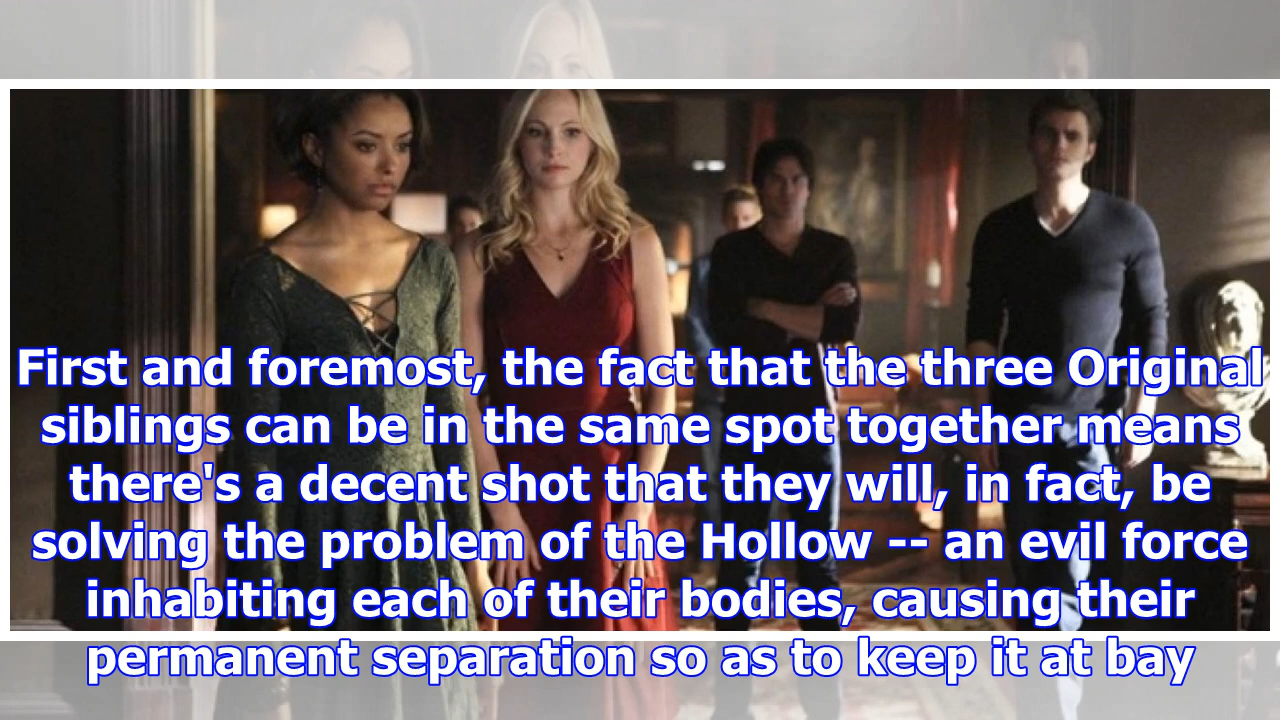 First and foremost, the fact that the three Original
siblings can be in the same spot together means
there's a decent shot that they will, in fact, be
solving the problem of the Hollow -- an evil force
inhabiting each of their bodies, causing their
permanent separation so as to keep it at bay